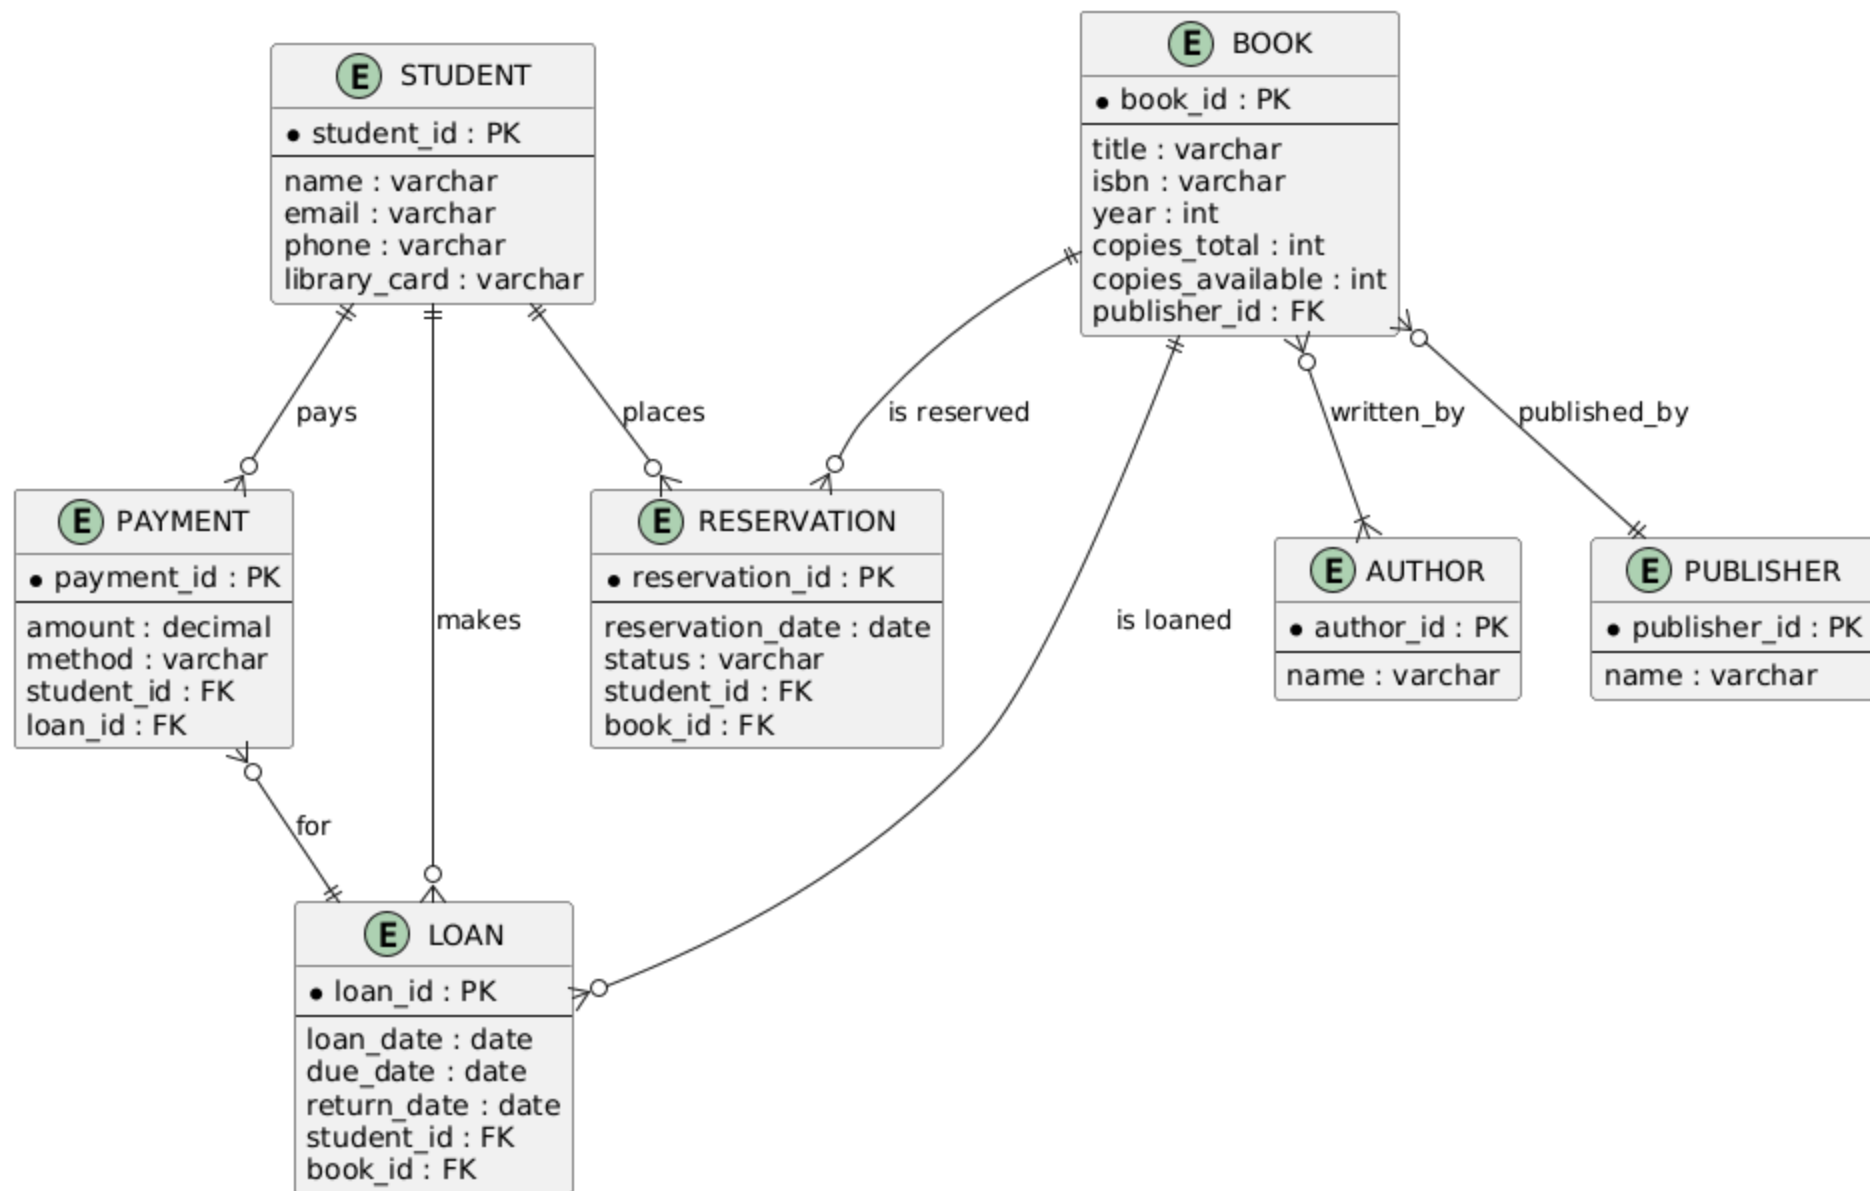 E STUDENT
student_id : PK
name : varchar
email : varchar
phone : varchar
library_card : varchar
E BOOK
book_id : PK
title : varchar
isbn : varchar
year : int
copies_total : int
copies_available : int
publisher_id : FK
pays
places
is reserved
written_by
published_by
E PAYMENT
payment_id : PK
amount : decimal
method : varchar
student_id : FK
loan_id : FK
makes
E RESERVATION
reservation_id : PK
reservation_date : date
status : varchar
student_id : FK
book_id : FK
is loaned
E AUTHOR
author_id : PK
name : varchar
E PUBLISHER
publisher_id : PK
name : varchar
for
E LOAN
loan_id : PK
loan_date : date
due_date : date
return_date : date
student_id : FK
book_id : FK